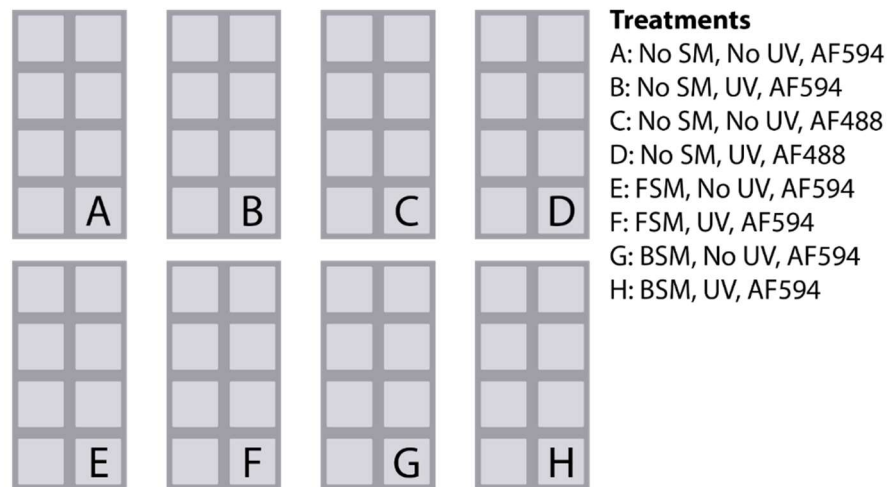 Treatments
A: No SM, No UV, AF594
B: No SM, UV, AF594
C: No SM, No UV, AF488
D: No SM, UV, AF488
E: FSM, No UV, AF594
F: FSM, UV, AF594
G: BSM, No UV, AF594
H: BSM, UV, AF594
A B C D
E F G H